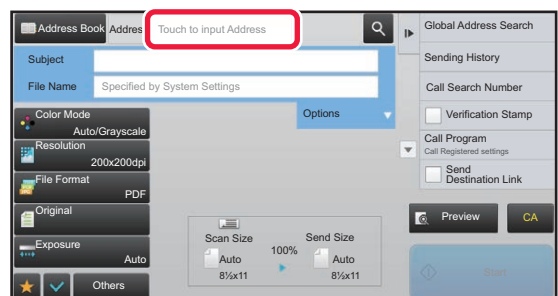 Address Book
Address
Touch to input Address
Subject
File Name
Specified by System Settings
Options
Color Mode
Auto/Grayscale
Resolution
200x200dpi
File Format
PDF
Original
Exposure
Auto
Others
Scan Size
Auto
8½x11
100%
Send Size
Auto
8½x11
Global Address Search
Sending History
Call Search Number
Verification Stamp
Call Program
Call Registered settings
Send
Destination Link
Preview
CA
Start